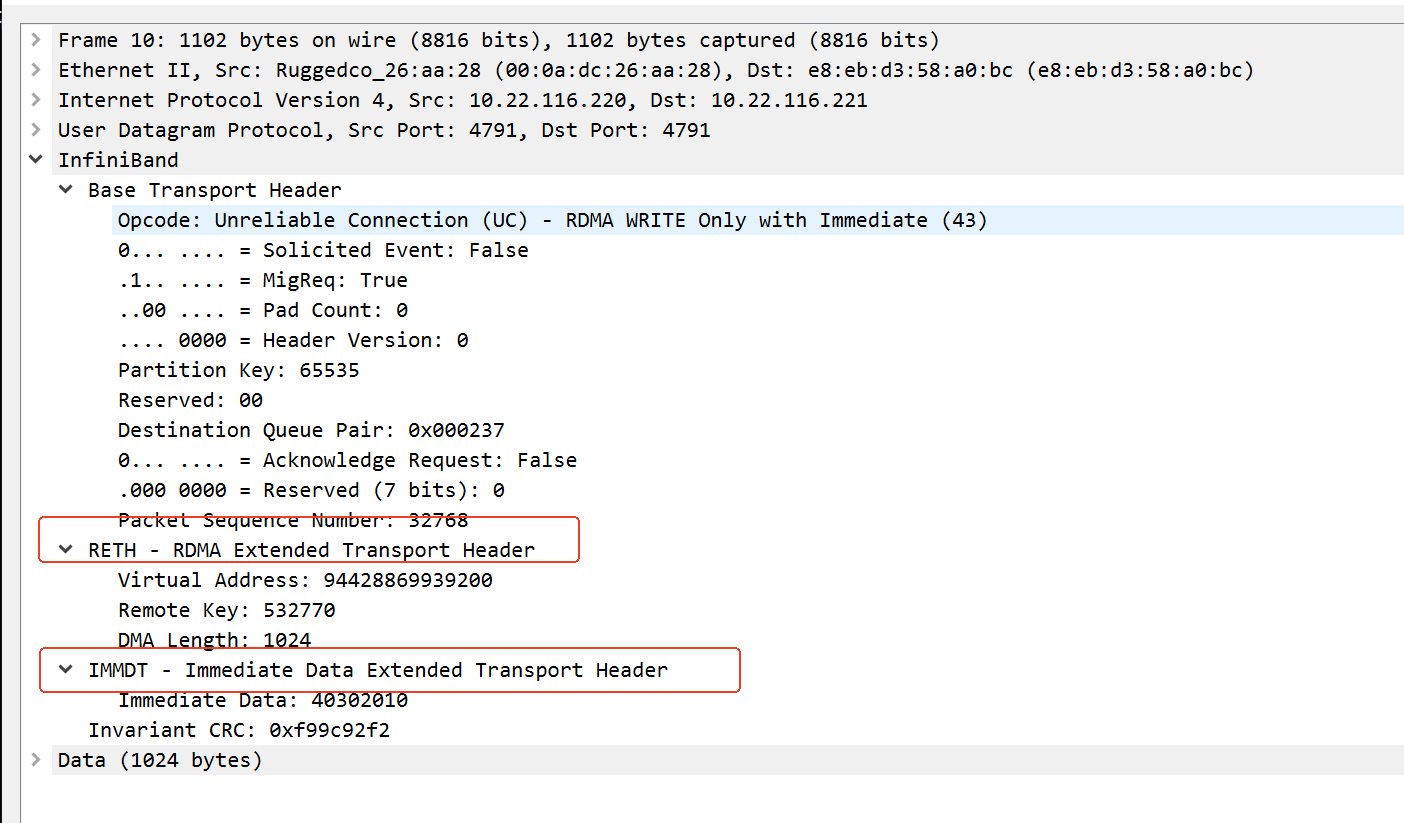 Frame 10: 1102 bytes on wire (8816 bits), 1102 bytes captured (8816 bits)
Ethernet II, Src: Ruggedco_26:aa:28 (00:0a:dc:26:aa:28), Dst: e8:eb:d3:58:a0:bc (e8:eb:d3:58:a0:bc)
Internet Protocol Version 4, Src: 10.22.116.220, Dst: 10.22.116.221
User Datagram Protocol, Src Port: 4791, Dst Port: 4791
InfiniBand
Base Transport Header
Opcode: Unreliable Connection (UC) - RDMA WRITE Only with Immediate (43)
0... .... = Solicited Event: False
.1.. .... = MigReq: True
..00 .... = Pad Count: 0
.... 0000 = Header Version: 0
Partition Key: 65535
Reserved: 00
Destination Queue Pair: 0x000237
0... .... = Acknowledge Request: False
.000 0000 = Reserved (7 bits): 0
Packet Sequence Number: 32768
RETH - RDMA Extended Transport Header
Virtual Address: 94428869939200
Remote Key: 532770
DMA Length: 1024
IMMDT - Immediate Data Extended Transport Header
Immediate Data: 40302010
Invariant CRC: 0xf99c92f2
Data (1024 bytes)